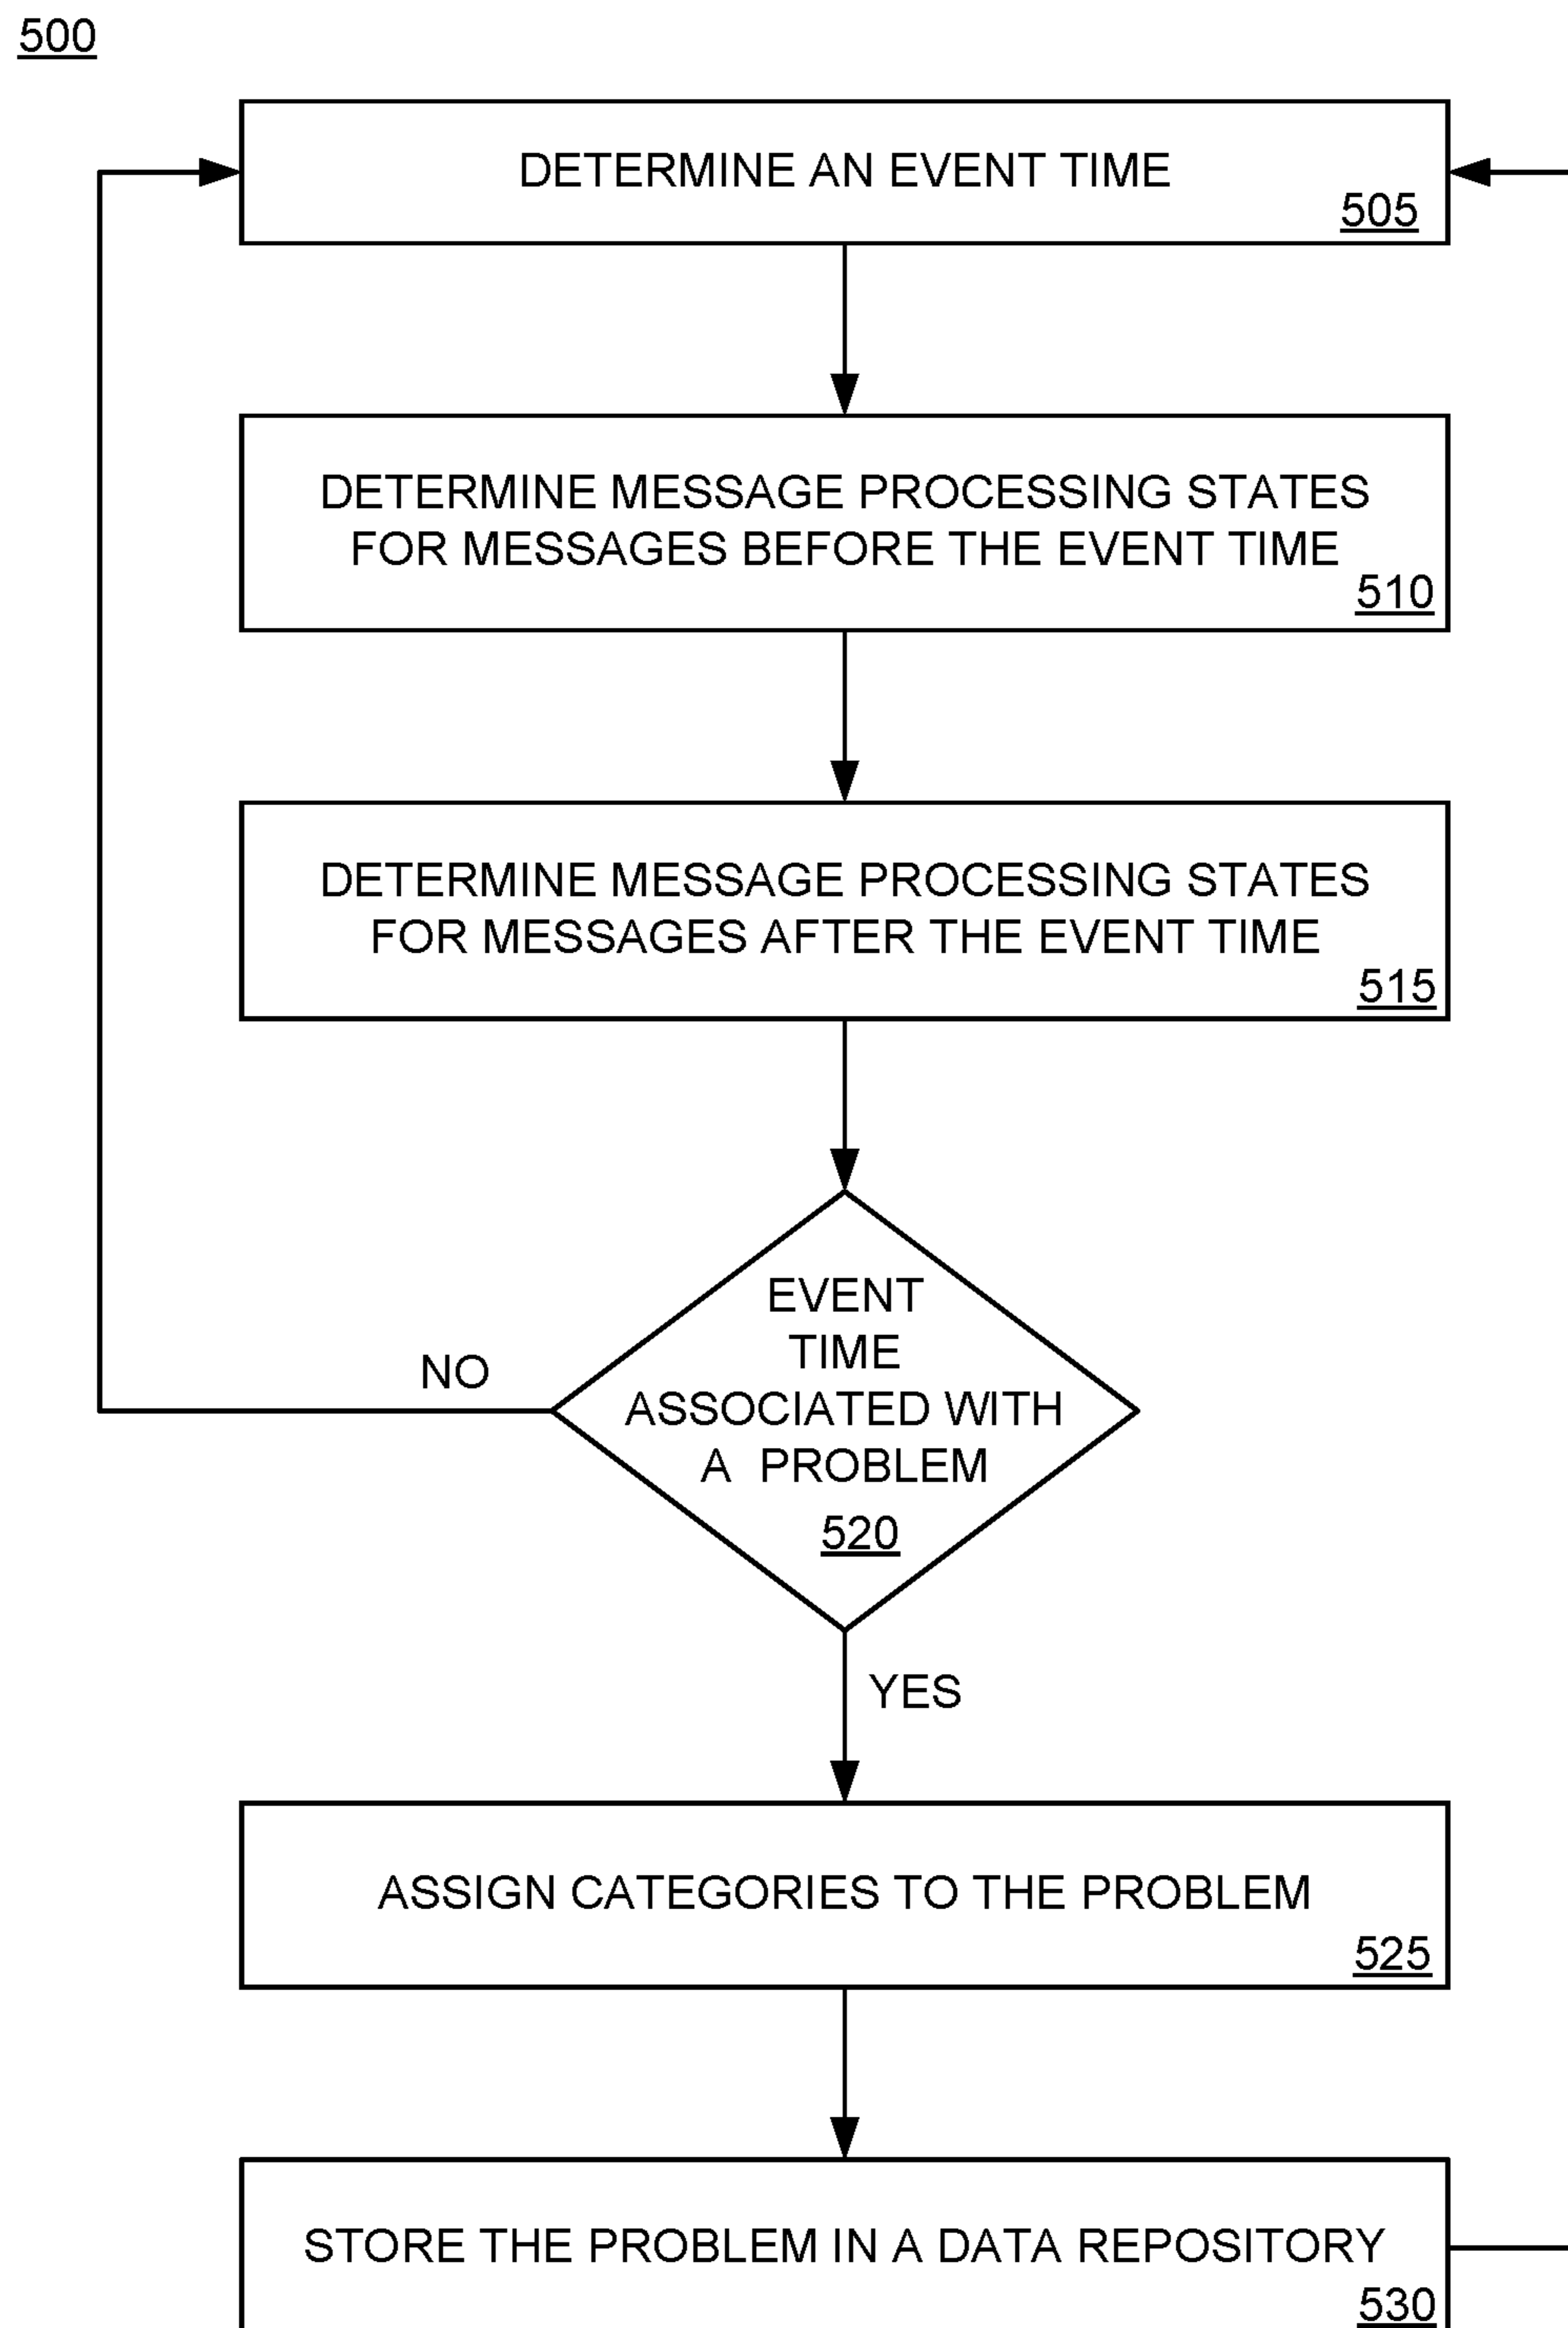 500
DETERMINE AN EVENT TIME
505
DETERMINE MESSAGE PROCESSING STATES
FOR MESSAGES BEFORE THE EVENT TIME
510
DETERMINE MESSAGE PROCESSING STATES
FOR MESSAGES AFTER THE EVENT TIME
515
EVENT
TIME
ASSOCIATED WITH
A PROBLEM
520
NO
YES
ASSIGN CATEGORIES TO THE PROBLEM
525
STORE THE PROBLEM IN A DATA REPOSITORY
530